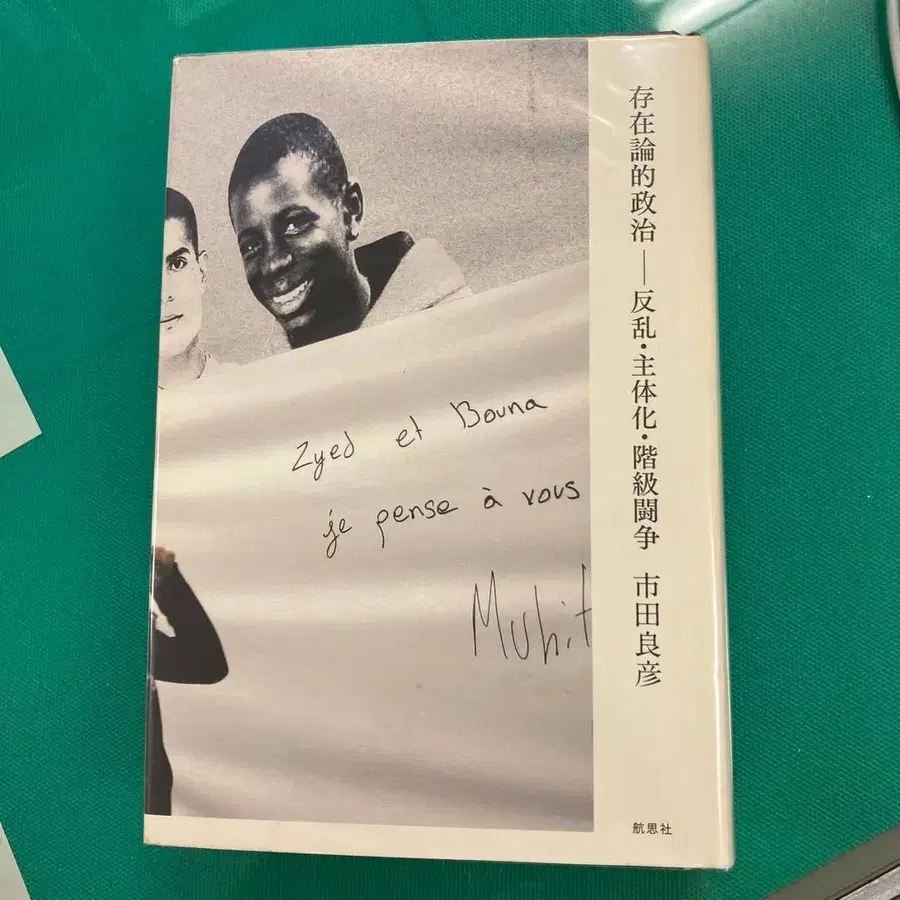 存在論的政治──反乱・主体化・階級闘争 市田良彦
Zyed et Bouna
je pense à vous
Muhit
航思社